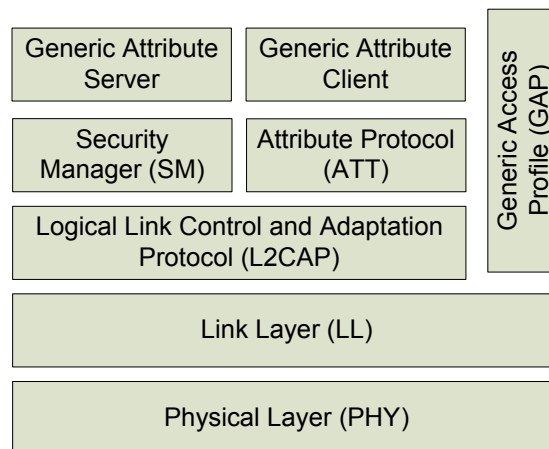 Generic Attribute
Server
Generic Attribute
Client
Generic Access
Profile (GAP)
Security
Manager (SM)
Attribute Protocol
(ATT)
Logical Link Control and Adaptation
Protocol (L2CAP)
Link Layer (LL)
Physical Layer (PHY)